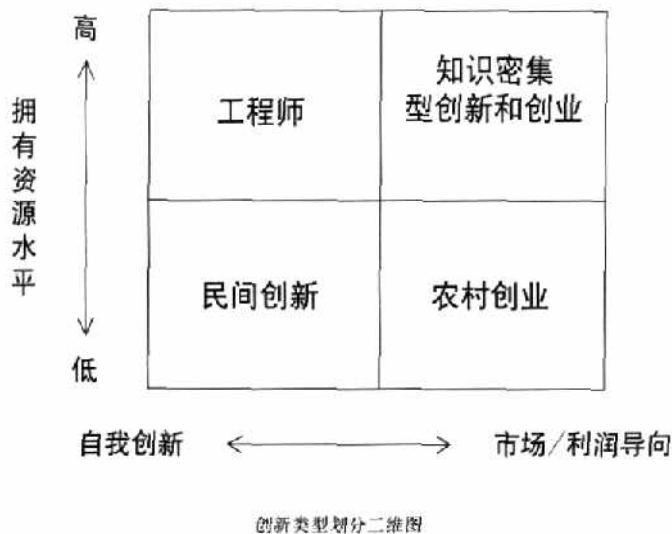 高
拥有资源水平
低
工程师
知识密集
型创新和创业
民间创新
农村创业
自我创新
市场/利润导向
创新类型划分二维图